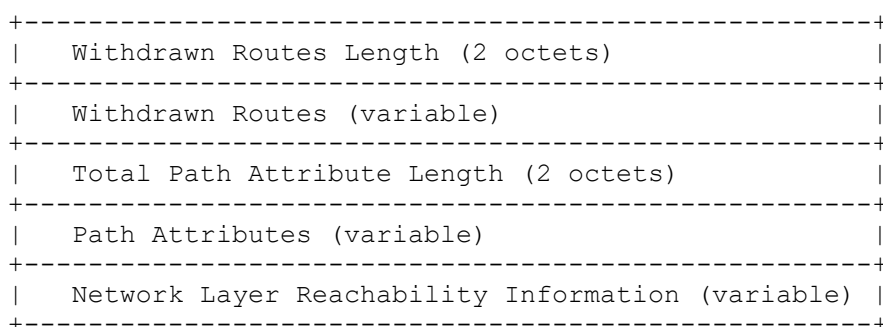 +-----------------------------------------------------+
|   Withdrawn Routes Length (2 octets)                |
+-----------------------------------------------------+
|   Withdrawn Routes (variable)                       |
+-----------------------------------------------------+
|   Total Path Attribute Length (2 octets)            |
+-----------------------------------------------------+
|   Path Attributes (variable)                        |
+-----------------------------------------------------+
|   Network Layer Reachability Information (variable) |
+-----------------------------------------------------+